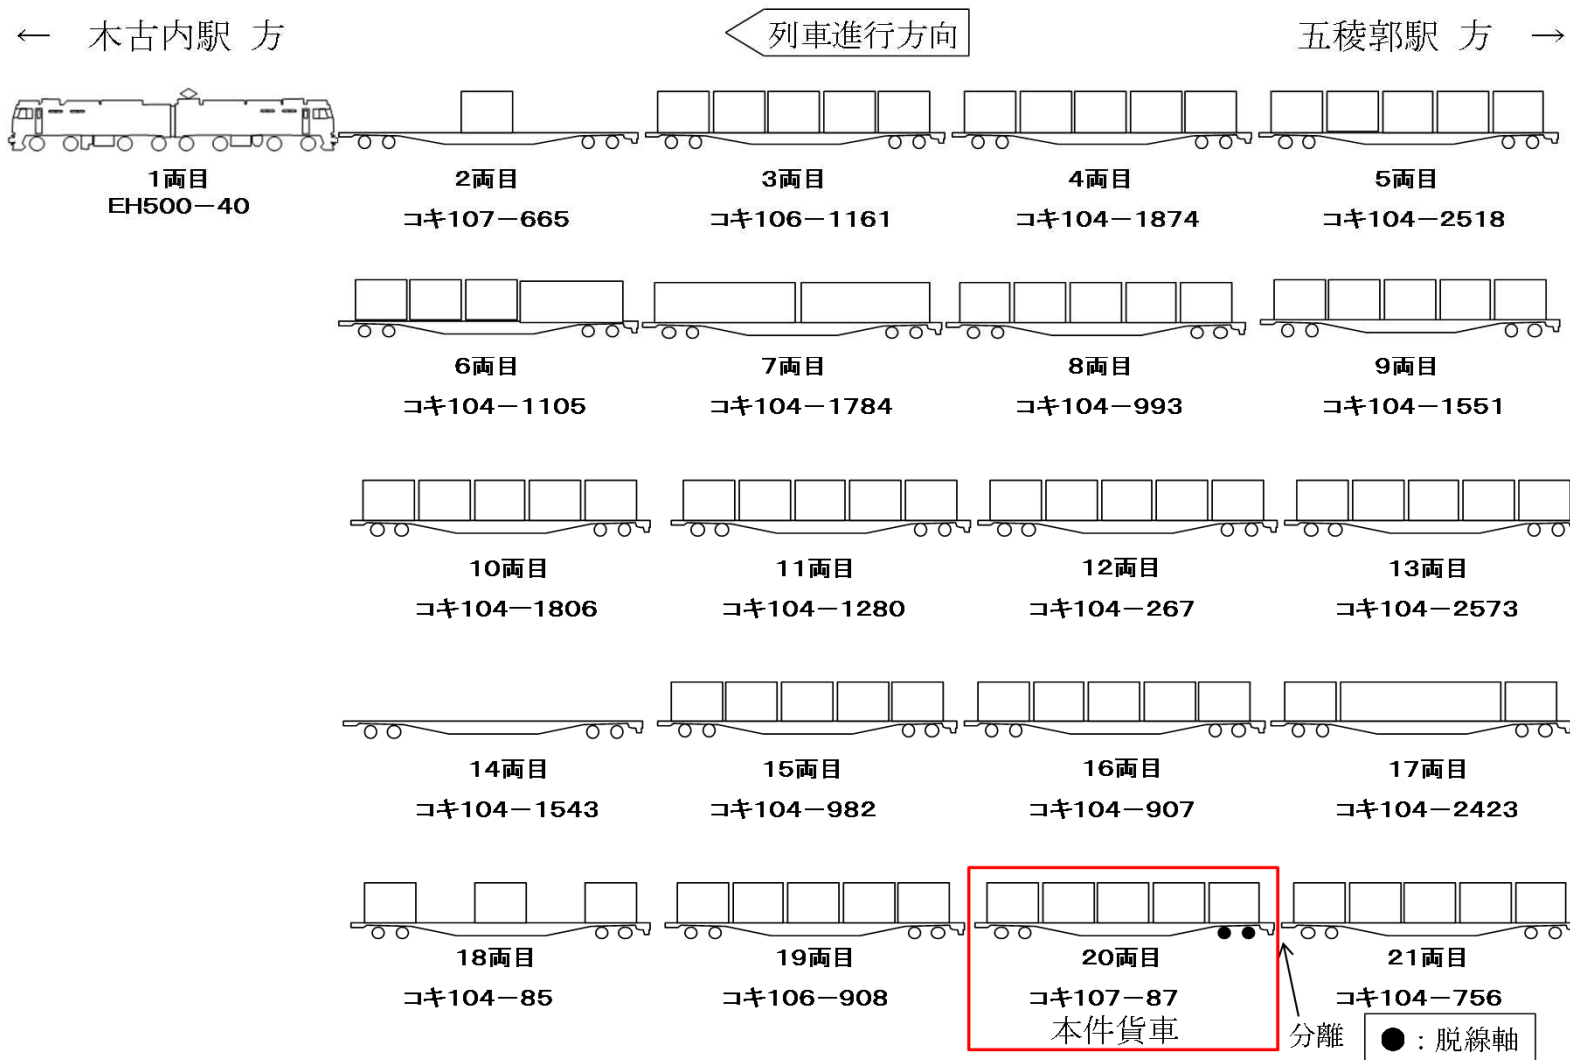 ← 木古内駅 方
列車進行方向
五稜郭駅 方 →
1両目
EH500－40
2両目
コキ107－665
3両目
コキ106－1161
4両目
コキ104－1874
5両目
コキ104－2518
6両目
コキ104－1105
7両目
コキ104－1784
8両目
コキ104－993
9両目
コキ104－1551
10両目
コキ104－1806
11両目
コキ104－1280
12両目
コキ104－267
13両目
コキ104－2573
14両目
コキ104－1543
15両目
コキ104－982
16両目
コキ104－907
17両目
コキ104－2423
18両目
コキ104－85
19両目
コキ106－908
20両目
コキ107－87
本件貨車
21両目
コキ104－756
分離
●：脱線軸